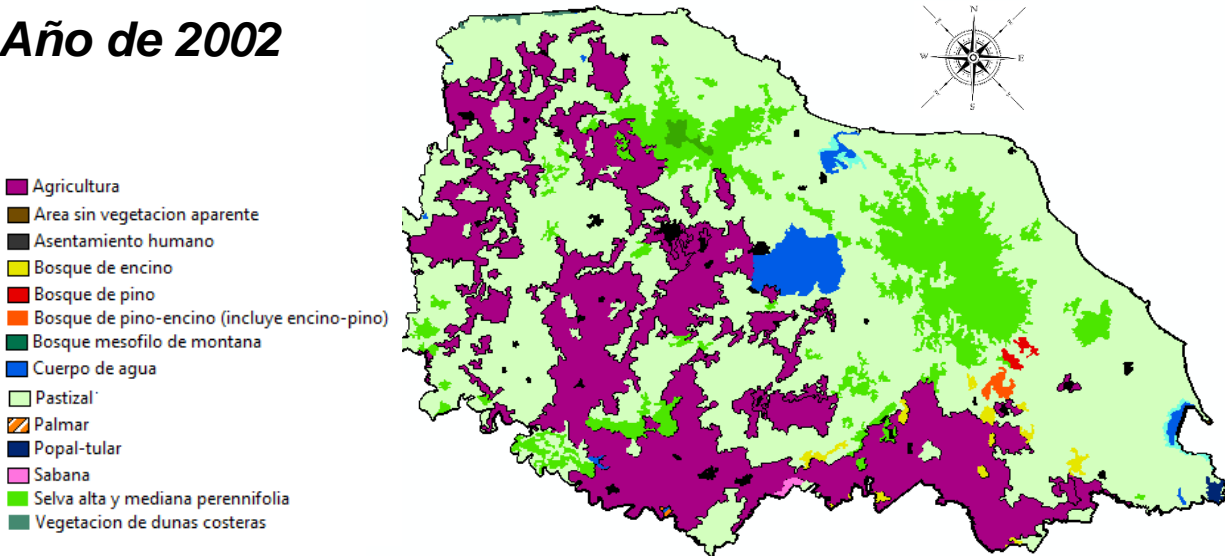 Año de 2002
N
W
E
S
Agricultura
Area sin vegetacion aparente
Asentamiento humano
Bosque de encino
Bosque de pino
Bosque de pino-encino (incluye encino-pino)
Bosque mesofilo de montana
Cuerpo de agua
Pastizal
Palmar
Popal-tular
Sabana
Selva alta y mediana perennifolia
Vegetacion de dunas costeras